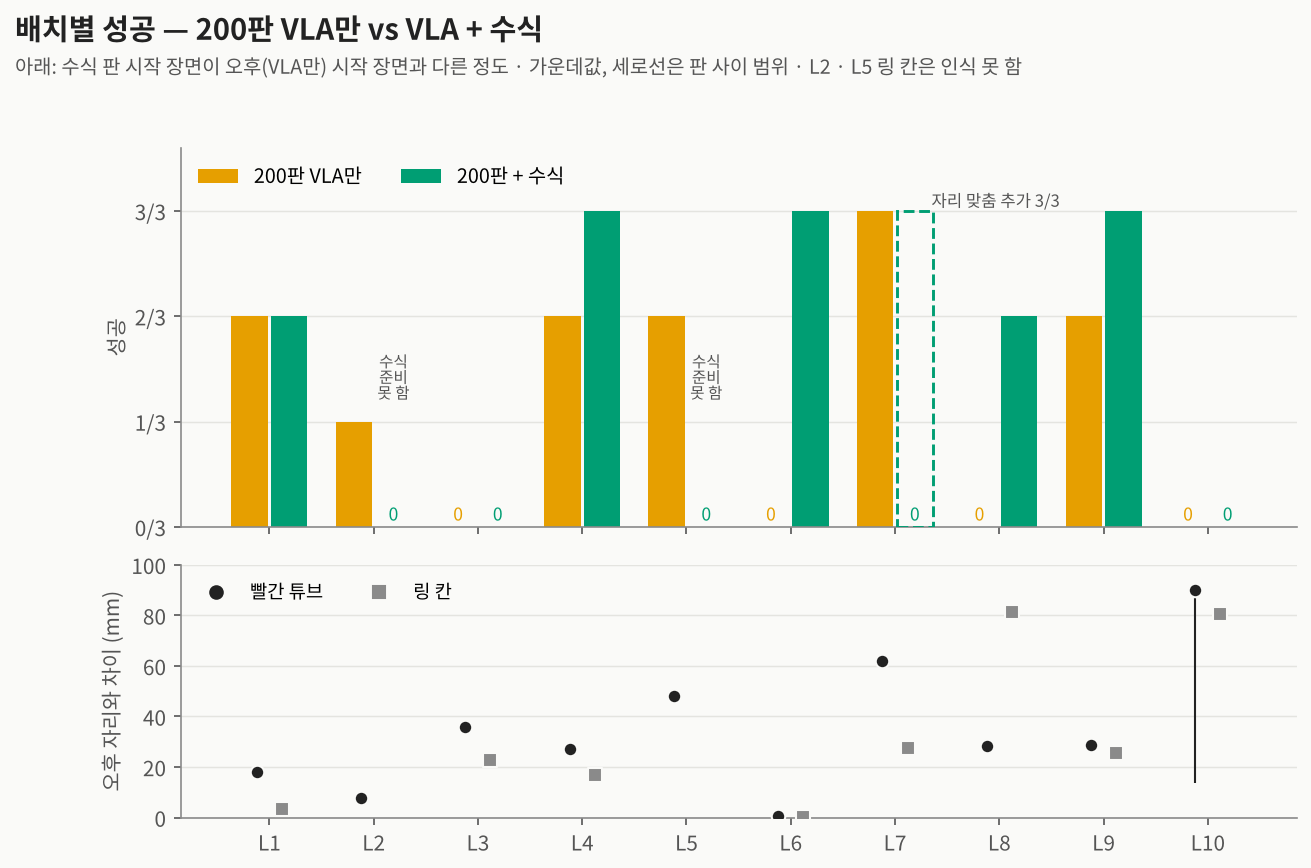 배치별 성공 — 200판 VLA만 vs VLA + 수식
아래: 수식 판 시작 장면이 오후(VLA만) 시작 장면과 다른 정도 · 가운데값, 세로선은 판 사이 범위 · L2 · L5 링 칸은 인식 못 함
200판 VLA만
200판 + 수식
자리 맞춤 추가 3/3
3/3
2/3
1/3
0/3
성공
수식
준비
못 함
수식
준비
못 함
0
0
0
0
0
0
0
0
0
0
100
80
60
40
20
0
오후 자리와 차이 (mm)
빨간 튜브
링 칸
L1
L2
L3
L4
L5
L6
L7
L8
L9
L10